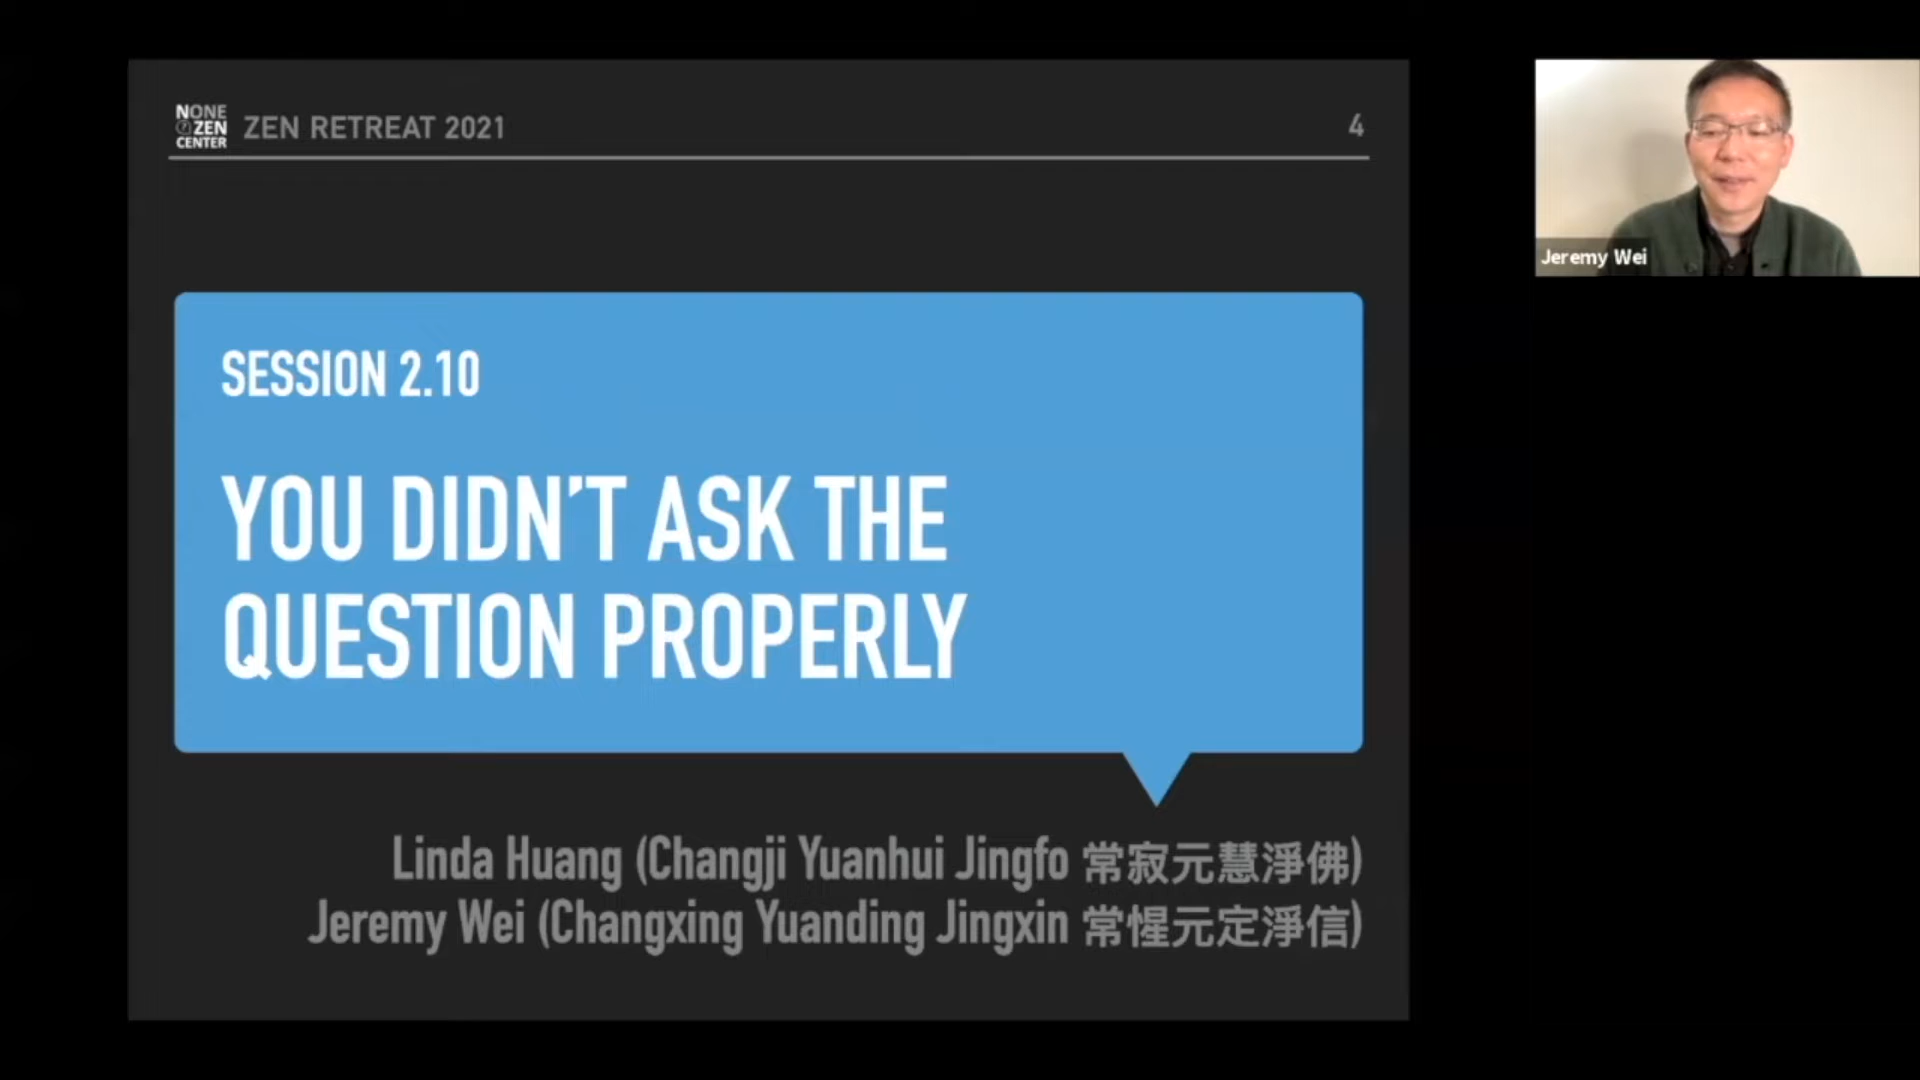 NONE
ZEN
CENTER
ZEN RETREAT 2021
4
SESSION 2.10
YOU DIDN’T ASK THE
QUESTION PROPERLY
Linda Huang (Changji Yuanhui Jingfo 常寂元慧淨佛)
Jeremy Wei (Changxing Yuanding Jingxin 常惺元定淨信)
Jeremy Wei